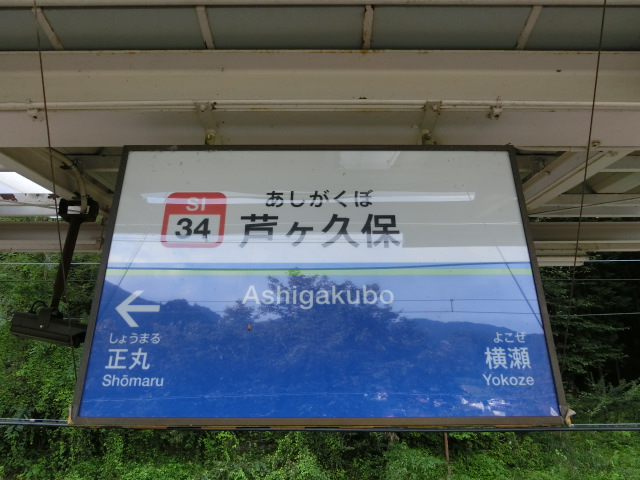 SI
34
あしがくぼ
芦ヶ久保
Ashigakubo
←
しょうまる
正丸
Shōmaru
よこぜ
横瀬
Yokoze